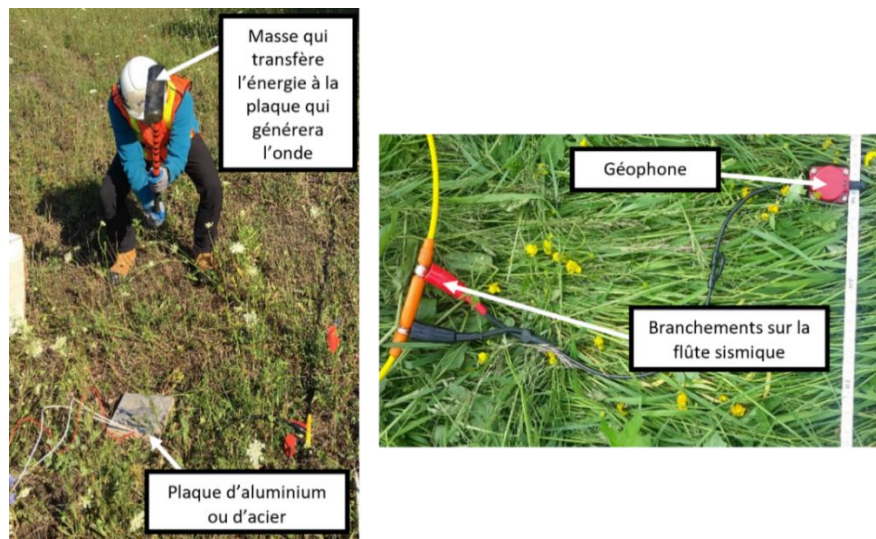 Masse qui
transfère
l'énergie à la
plaque qui
générera
l'onde
Plaque d'aluminium
ou d'acier
Géophone
Branchements sur la
flûte sismique